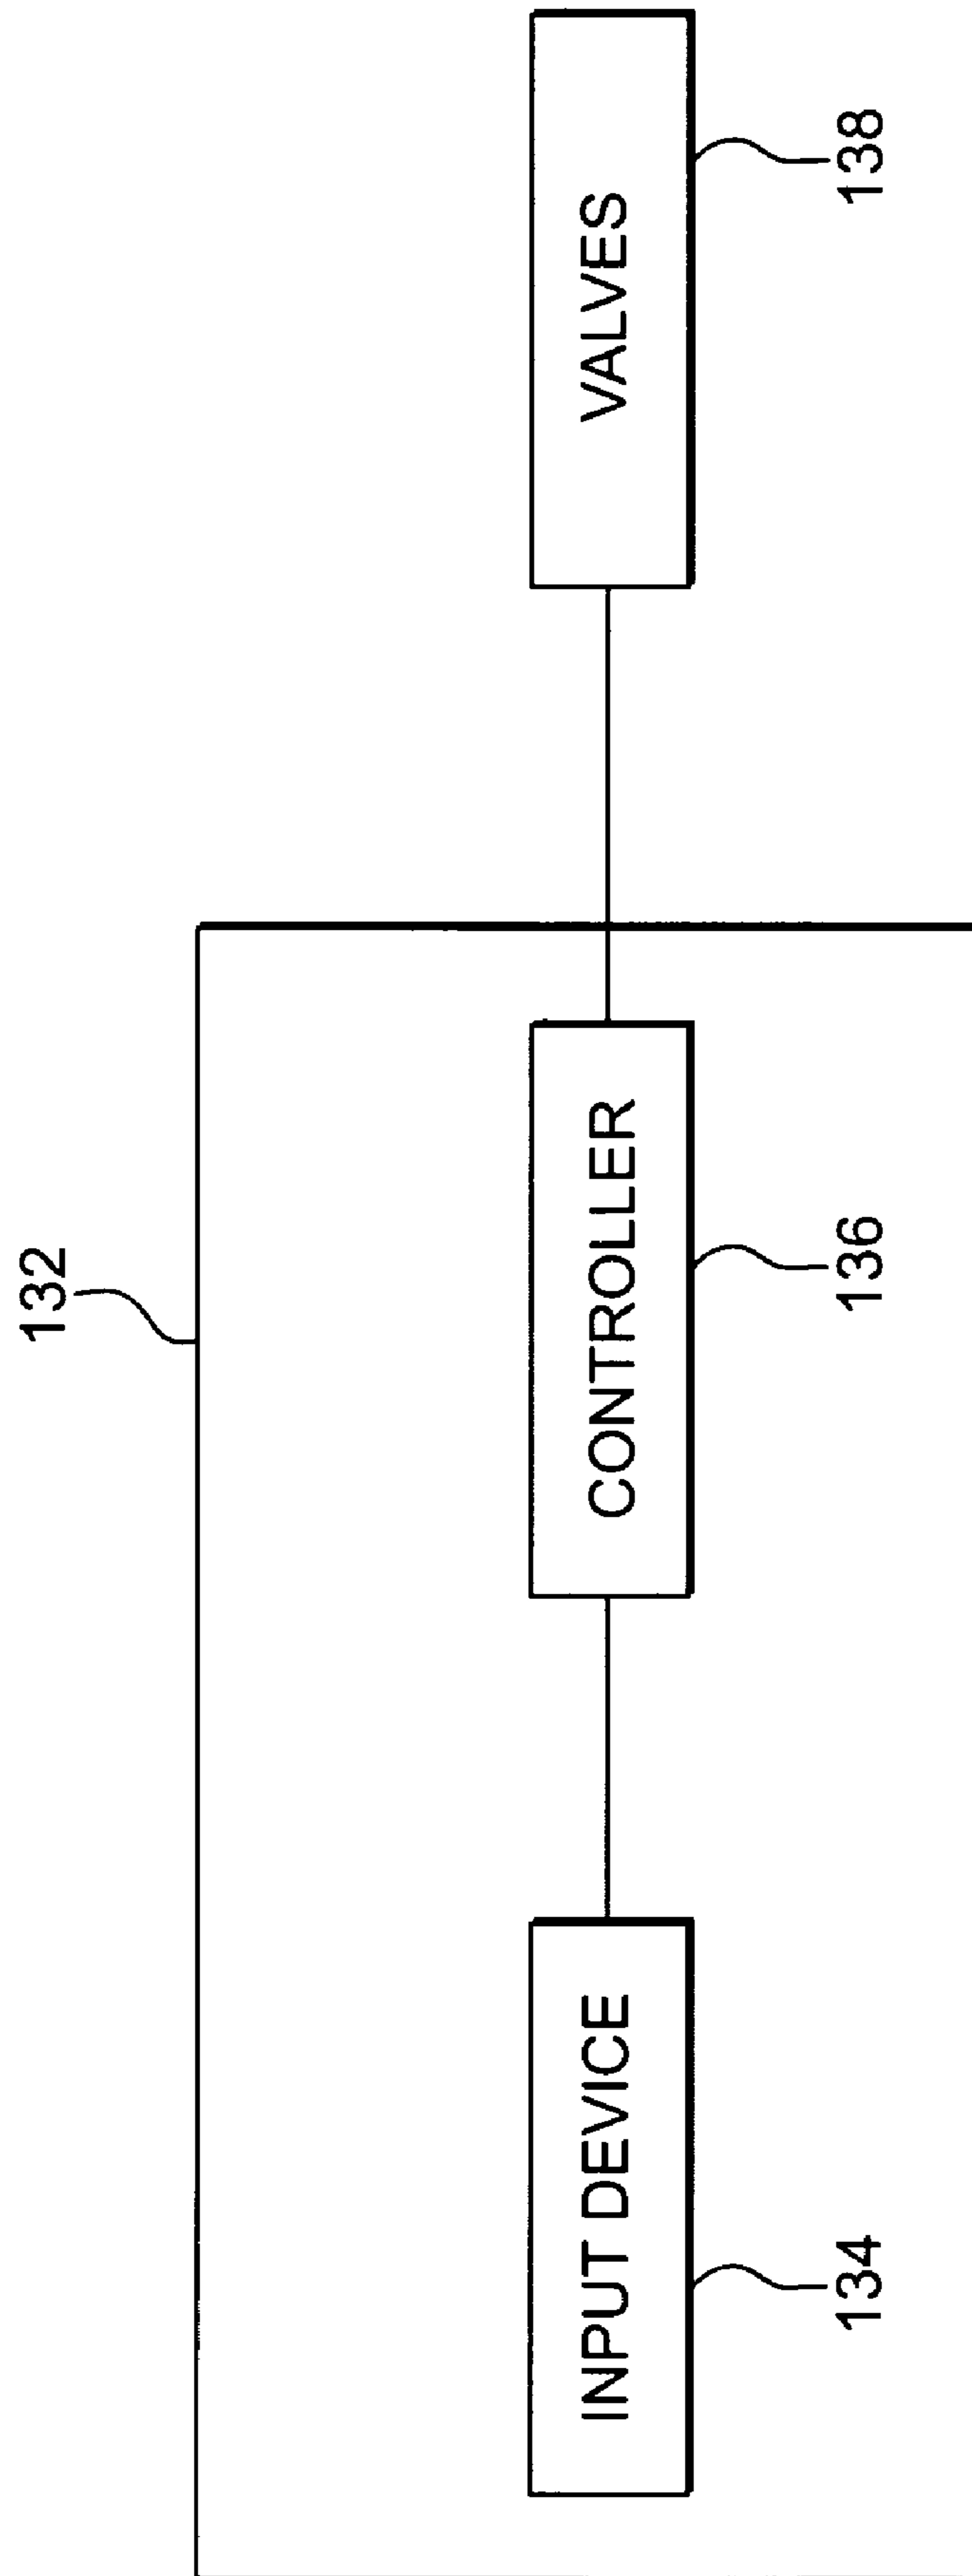 132
INPUT DEVICE
CONTROLLER
VALVES
134
136
138